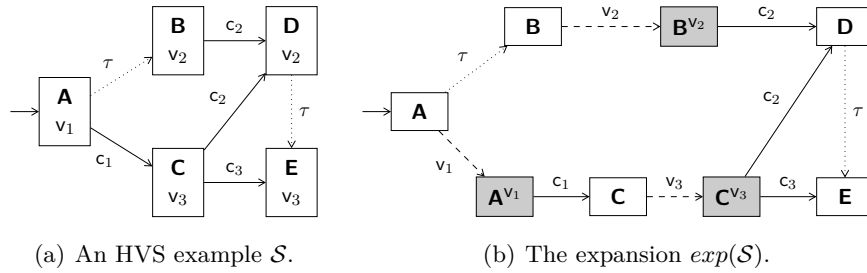 B
v2
c2
D
v2
τ
A
v1
c2
τ
c1
C
v3
c3
E
v3
(a) An HVS example S.
B
v2
B^v2
c2
D
τ
A
c2
τ
v1
A^v1
c1
C
v3
C^v3
c3
E
(b) The expansion exp(S).